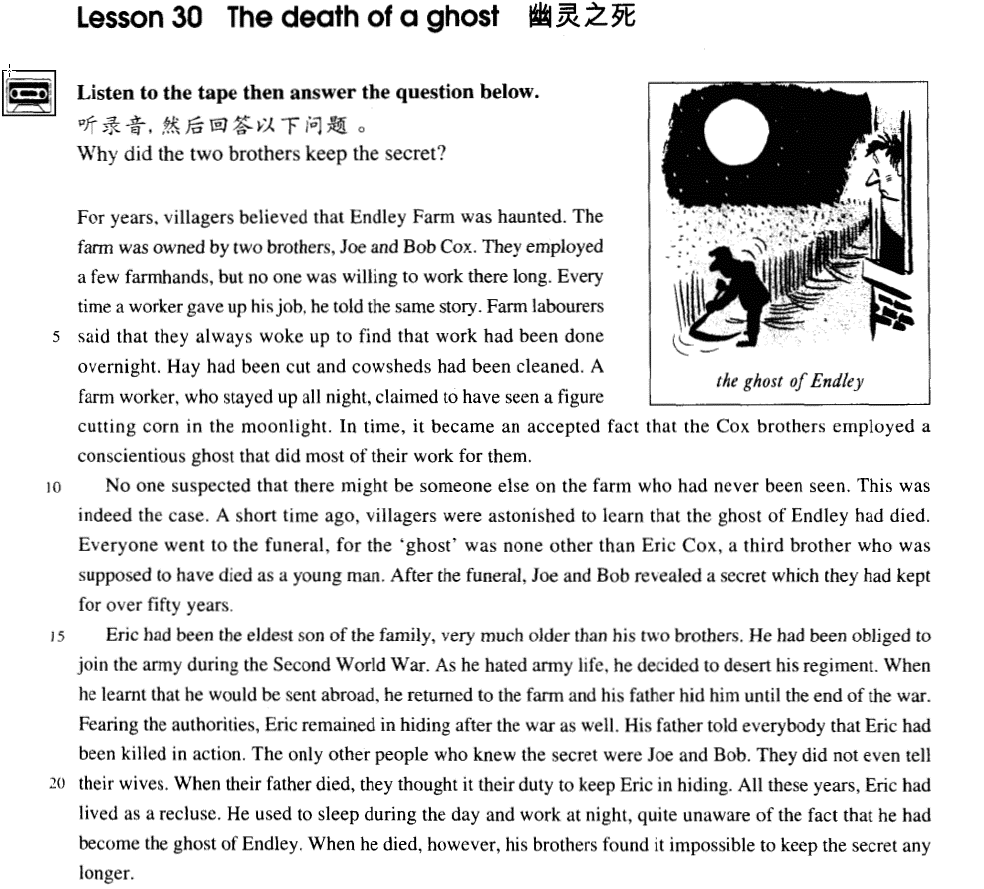 Lesson 30 The death of a ghost 幽灵之死
Listen to the tape then answer the question below.
听录音，然后回答以下问题。
Why did the two brothers keep the secret?
For years, villagers believed that Endley Farm was haunted. The
farm was owned by two brothers, Joe and Bob Cox. They employed
a few farmhands, but no one was willing to work there long. Every
time a worker gave up his job, he told the same story. Farm labourers
5 said that they always woke up to find that work had been done
overnight. Hay had been cut and cowsheds had been cleaned. A
farm worker, who stayed up all night, claimed to have seen a figure
cutting corn in the moonlight. In time, it became an accepted fact that the Cox brothers employed a
conscientious ghost that did most of their work for them.
the ghost of Endley
10 No one suspected that there might be someone else on the farm who had never been seen. This was
indeed the case. A short time ago, villagers were astonished to learn that the ghost of Endley had died.
Everyone went to the funeral, for the ‘ghost’ was none other than Eric Cox, a third brother who was
supposed to have died as a young man. After the funeral, Joe and Bob revealed a secret which they had kept
for over fifty years.
15 Eric had been the eldest son of the family, very much older than his two brothers. He had been obliged to
join the army during the Second World War. As he hated army life, he decided to desert his regiment. When
he learnt that he would be sent abroad, he returned to the farm and his father hid him until the end of the war.
Fearing the authorities, Eric remained in hiding after the war as well. His father told everybody that Eric had
been killed in action. The only other people who knew the secret were Joe and Bob. They did not even tell
20 their wives. When their father died, they thought it their duty to keep Eric in hiding. All these years, Eric had
lived as a recluse. He used to sleep during the day and work at night, quite unaware of the fact that he had
become the ghost of Endley. When he died, however, his brothers found it impossible to keep the secret any
longer.